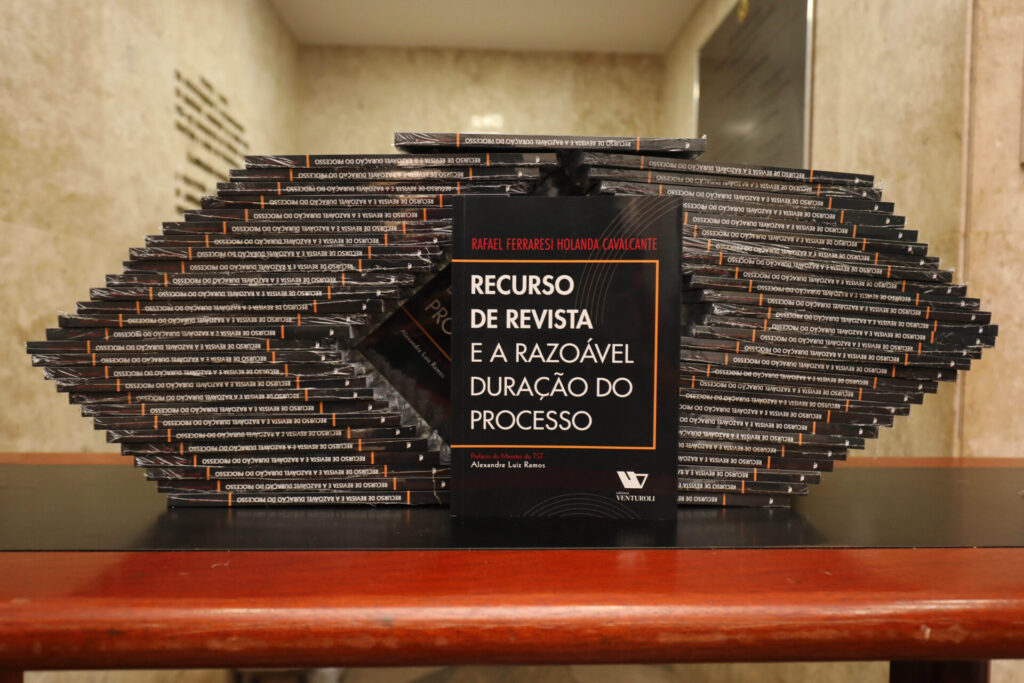 RAFAEL FERRARESI HOLANDA CAVALCANTE
RECURSO
DE REVISTA
E A RAZOÁVEL
DURAÇÃO DO
PROCESSO
Prefácio do Ministro do TST
Alexandre Luiz Ramos
editora
VENTUROLI
RECURSO DE REVISTA E A RAZOÁVEL DURAÇÃO DO PROCESSO